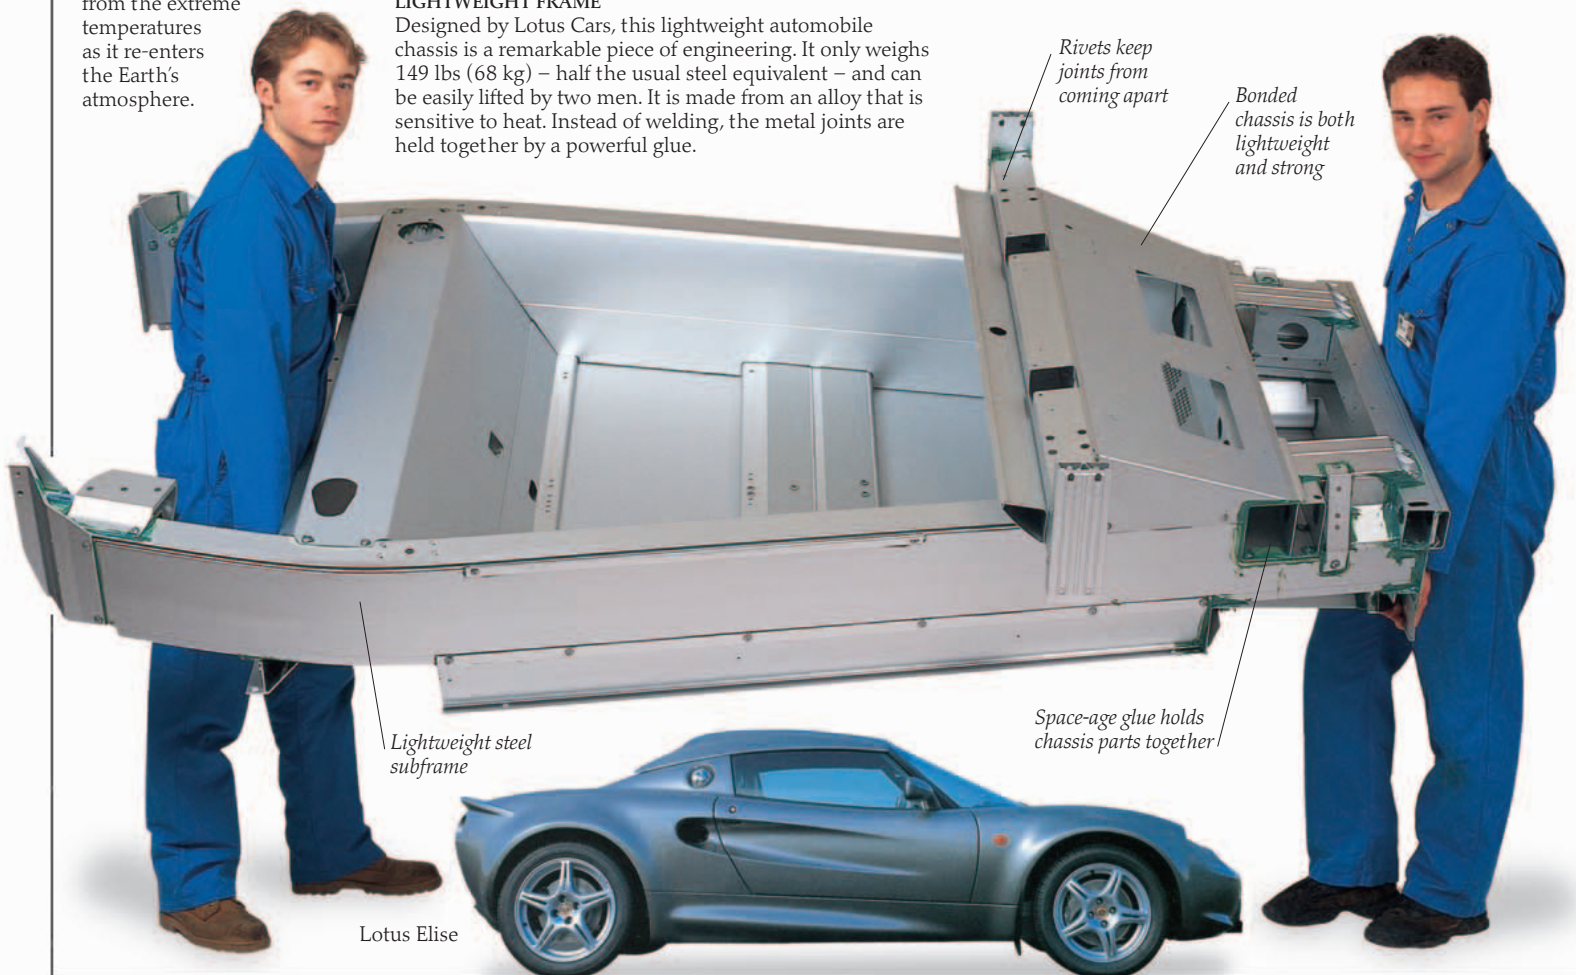 from the extreme
temperatures
as it re-enters
the Earth's
atmosphere.
LIGHTWEIGHT FRAME
Designed by Lotus Cars, this lightweight automobile
chassis is a remarkable piece of engineering. It only weighs
149 lbs (68 kg) – half the usual steel equivalent – and can
be easily lifted by two men. It is made from an alloy that is
sensitive to heat. Instead of welding, the metal joints are
held together by a powerful glue.
Rivets keep
joints from
coming apart
Bonded
chassis is both
lightweight
and strong
Lightweight steel
subframe
Space-age glue holds
chassis parts together
Lotus Elise